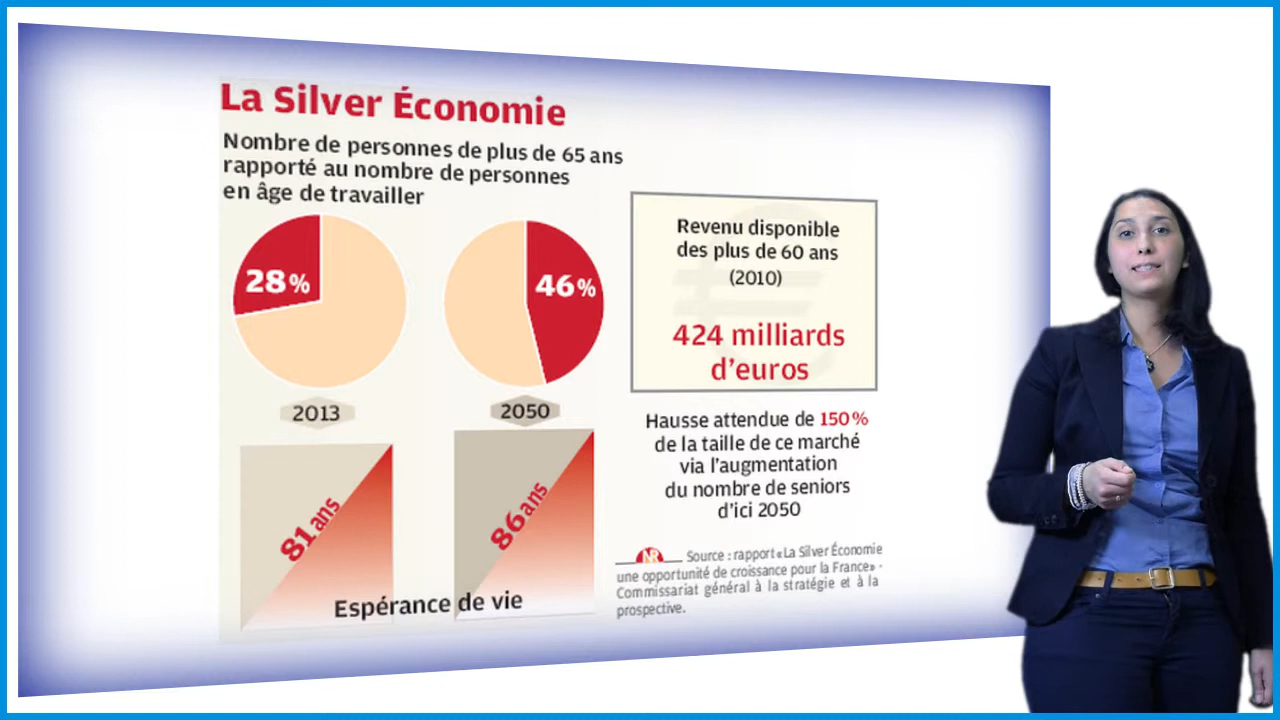 La Silver Économie
Nombre de personnes de plus de 65 ans
rapporté au nombre de personnes
en âge de travailler
28%
46%
2013
2050
81 ans
86 ans
Espérance de vie
Revenu disponible
des plus de 60 ans
(2010)
424 milliards
d'euros
Hausse attendue de 150%
de la taille de ce marché
via l'augmentation
du nombre de seniors
d'ici 2050
NR
Source : rapport «La Silver Économie
une opportunité de croissance pour la France» -
Commissariat général à la stratégie et à la
prospective.